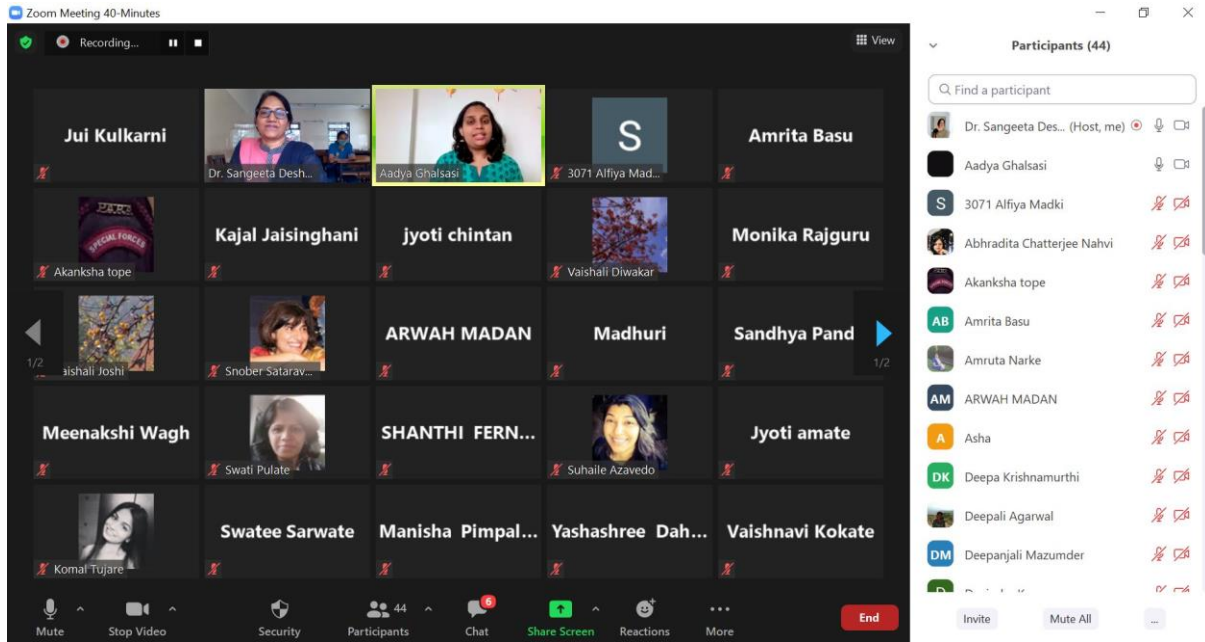 Zoom Meeting 40-Minutes
Recording...
View
Jui Kulkarni
Dr. Sangeeta Desh...
Aadya Ghalsasi
S
3071 Alfiya Mad...
Amrita Basu
PARA
SPECIAL FORCES
Akanksha tope
Kajal Jaisinghani
jyoti chintan
Vaishali Diwakar
Monika Rajguru
1/2
aishali Joshi
Snober Satarav...
ARWAH MADAN
Madhuri
Sandhya Pand
1/2
Meenakshi Wagh
Swati Pulate
SHANTHI FERN...
Suhaile Azavedo
Jyoti amate
Komal Tujare
Swatee Sarwate
Manisha Pimpal...
Yashashree Dah...
Vaishnavi Kokate
Mute
Stop Video
Security
44
Participants
6
Chat
Share Screen
Reactions
More
End
Participants (44)
Find a participant
Dr. Sangeeta Des... (Host, me)
Aadya Ghalsasi
S 3071 Alfiya Madki
Abhradita Chatterjee Nahvi
Akanksha tope
AB Amrita Basu
Amruta Narke
AM ARWAH MADAN
A Asha
DK Deepa Krishnamurthi
Deepali Agarwal
DM Deepanjali Mazumder
Invite
Mute All
...